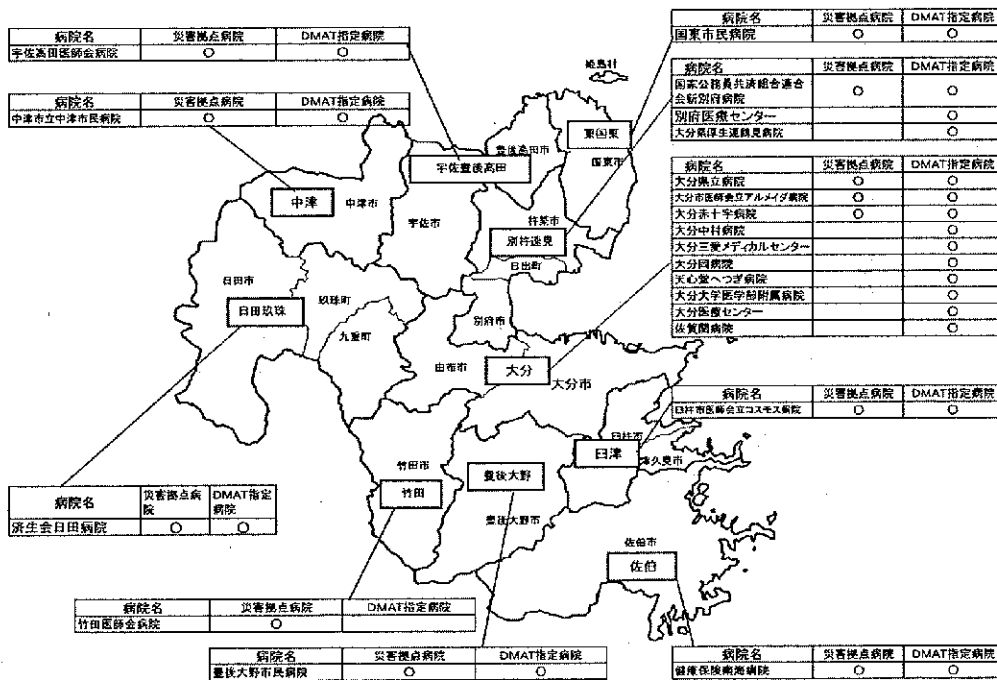 病院名 災害拠点病院 DMAT指定病院
宇佐高田医師会病院 ○ ○
病院名 災害拠点病院 DMAT指定病院
中津市立中津市民病院 ○ ○
病院名 災害拠点病院 DMAT指定病院
国東市民病院 ○ ○
病院名 災害拠点病院 DMAT指定病院
国家公務員共済組合連合
会新別府病院 ○ ○
別府医療センター ○
大分県厚生連鶴見病院 ○
病院名 災害拠点病院 DMAT指定病院
大分県立病院 ○ ○
大分市医師会立アルメイダ病院 ○ ○
大分赤十字病院 ○ ○
大分中村病院 ○
大分三愛メディカルセンター ○
大分岡病院 ○
天心堂へつぎ病院 ○
大分大学医学部附属病院 ○
大分医療センター ○
佐賀関病院 ○
姫島村
東国東
豊後高田市
国東市
宇佐豊後高田
中津
中津市
宇佐市
杵築市
別杵速見
日出町
日田市
玖珠町
日田玖珠
九重町
別府市
由布市
大分
大分市
病院名 災害拠点病院 DMAT指定病院
臼杵市医師会立コスモス病院 ○ ○
臼杵市
臼津
津久見市
竹田市
竹田
豊後大野
豊後大野市
佐伯市
佐伯
病院名 災害拠点病
院 DMAT指定
病院
済生会日田病院 ○ ○
病院名 災害拠点病院 DMAT指定病院
竹田医師会病院 ○
病院名 災害拠点病院 DMAT指定病院
豊後大野市民病院 ○ ○
病院名 災害拠点病院 DMAT指定病院
健康保険南海病院 ○ ○